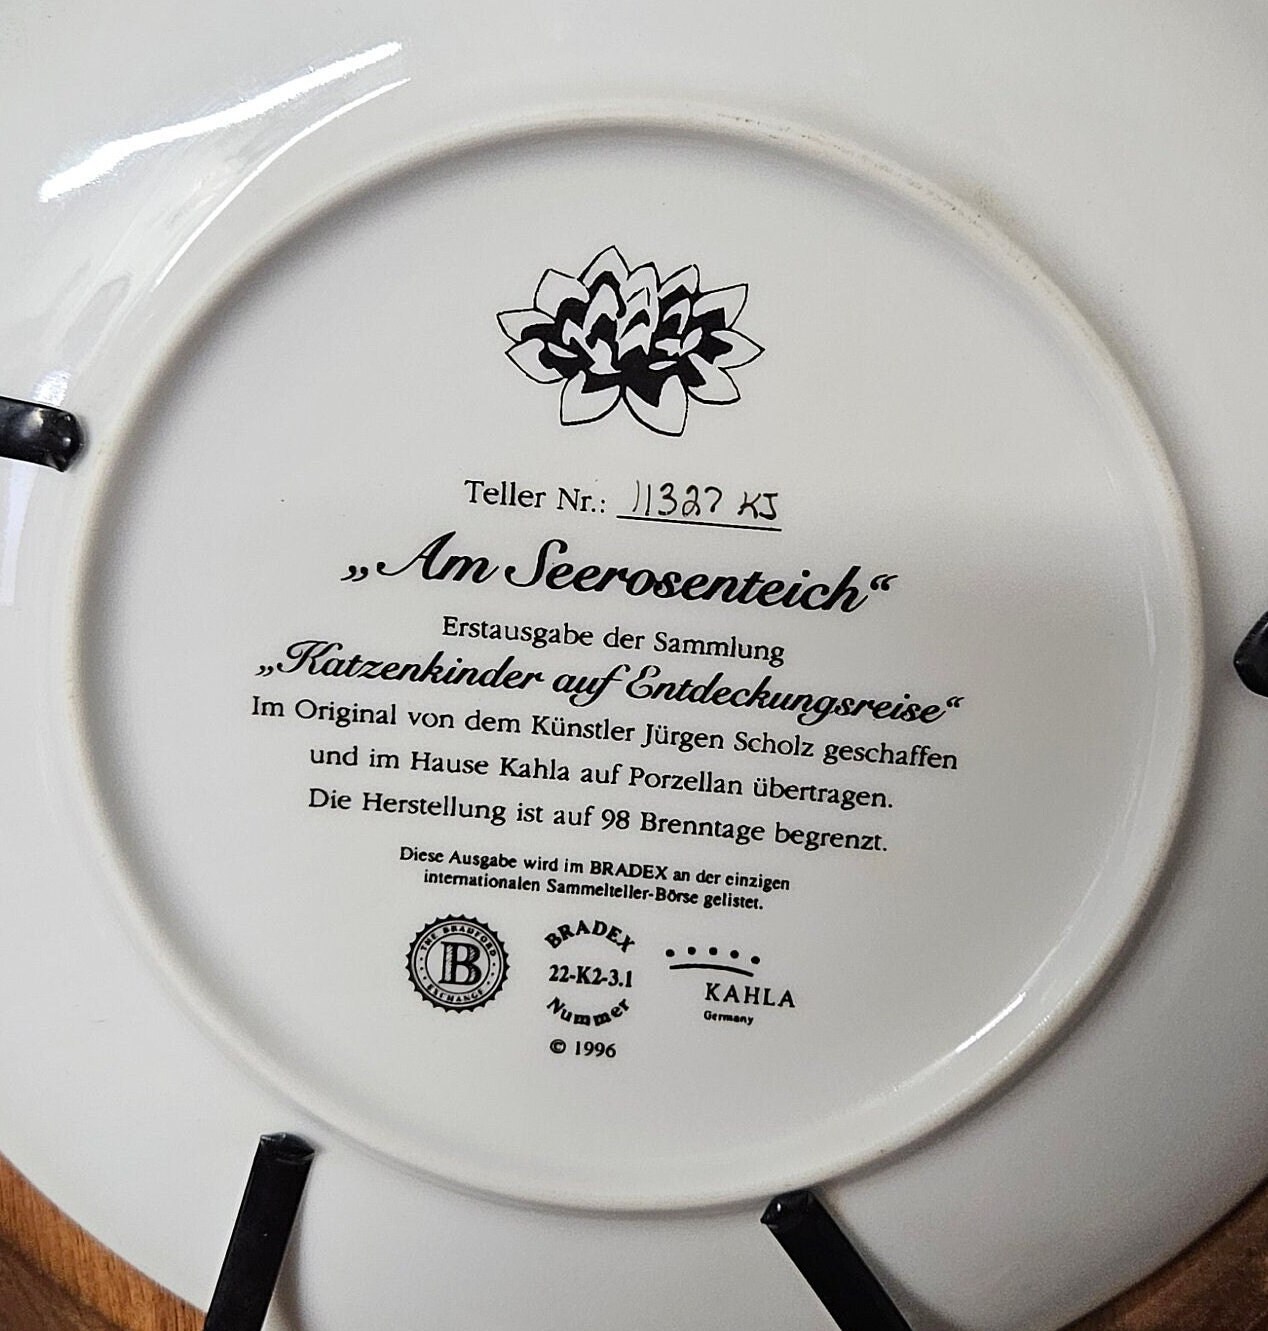 Teller Nr.: 11327 KJ
„Am Seerosenteich“
Erstausgabe der Sammlung
„Katzenkinder auf Entdeckungsreise“
Im Original von dem Künstler Jürgen Scholz geschaffen
und im Hause Kahla auf Porzellan übertragen.
Die Herstellung ist auf 98 Brenntage begrenzt.
Diese Ausgabe wird im BRADEX an der einzigen
internationalen Sammelteller-Börse gelistet.
THE BRADFORD
B
EXCHANGE
BRADEX
22-K2-3.1
Nummer
KAHLA
Germany
© 1996